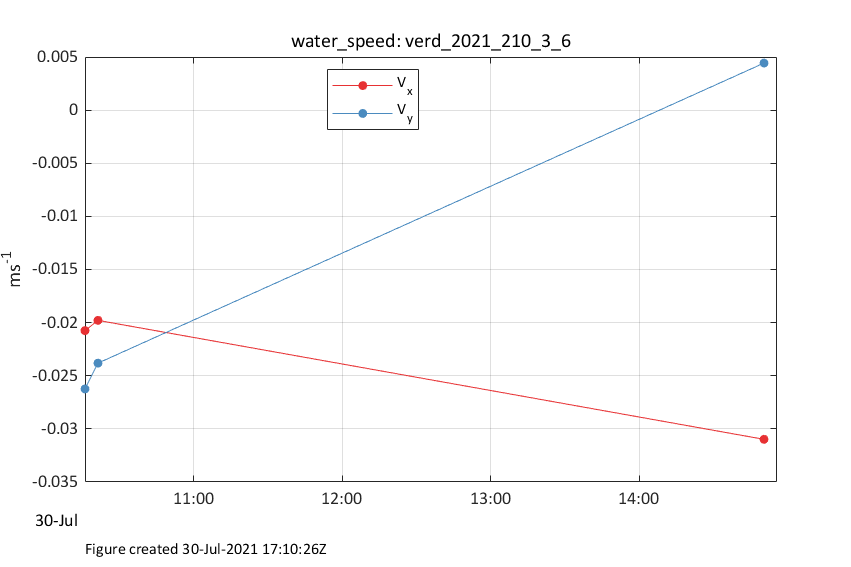 water_speed: verd_2021_210_3_6
0.005
0
-0.005
-0.01
-0.015
-0.02
-0.025
-0.03
-0.035
ms-1
Vx
Vy
11:00 12:00 13:00 14:00
30-Jul
Figure created 30-Jul-2021 17:10:26Z